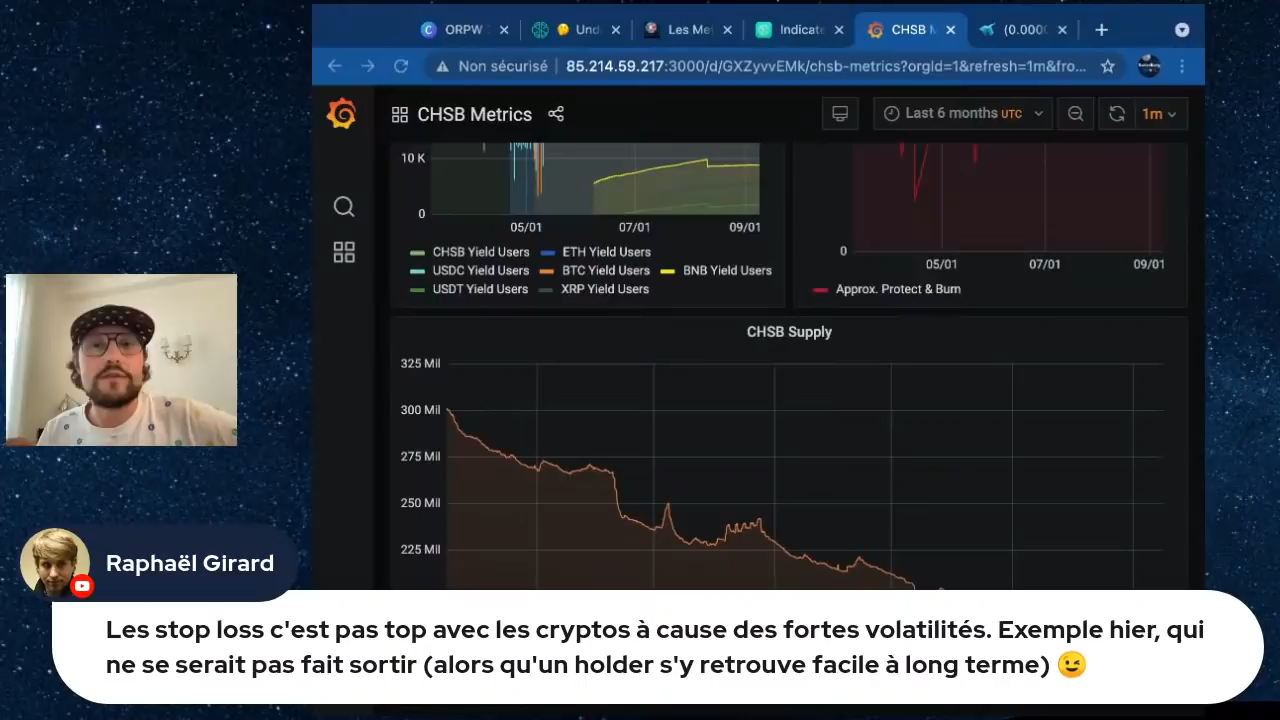 ORPW
Und
Les Me
Indicate
CHSB M
(0.000
Non sécurisé
85.214.59.217:3000/d/GXZyvvEMk/chsb-metrics?orgId=1&refresh=1m&fro...
CHSB Metrics
Last 6 months UTC
1m
10 K
0
05/01 07/01 09/01
CHSB Yield Users ETH Yield Users
USDC Yield Users BTC Yield Users BNB Yield Users
USDT Yield Users XRP Yield Users
0
05/01 07/01 09/01
Approx. Protect & Burn
CHSB Supply
325 Mil
300 Mil
275 Mil
250 Mil
225 Mil
Raphaël Girard
Les stop loss c'est pas top avec les cryptos à cause des fortes volatilités. Exemple hier, qui
ne se serait pas fait sortir (alors qu'un holder s'y retrouve facile à long terme) 😉